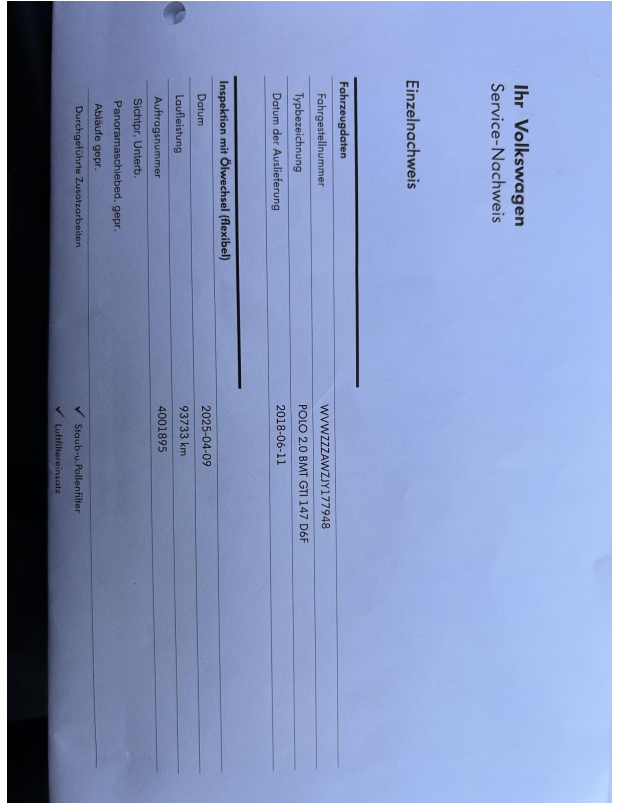 Ihr Volkswagen
Service-Nachweis
Einzelnachweis
Fahrzeugdaten
Fahrgestellnummer WVWZZZAWZJY177948
Typbezeichnung POLO 2.0 BMT GTI 147 D6F
Datum der Auslieferung 2018-06-11
Inspektion mit Ölwechsel (flexibel)
Datum 2025-04-09
Laufleistung 93733 km
Auftragsnummer 4001895
Sichtpr. Unterb.
Panoramaschiebed. gepr.
Abläufe gepr.
Durchgeführte Zusatzarbeiten ✓ Staub-u.Pollenfilter
✓ Luftfiltereinsatz